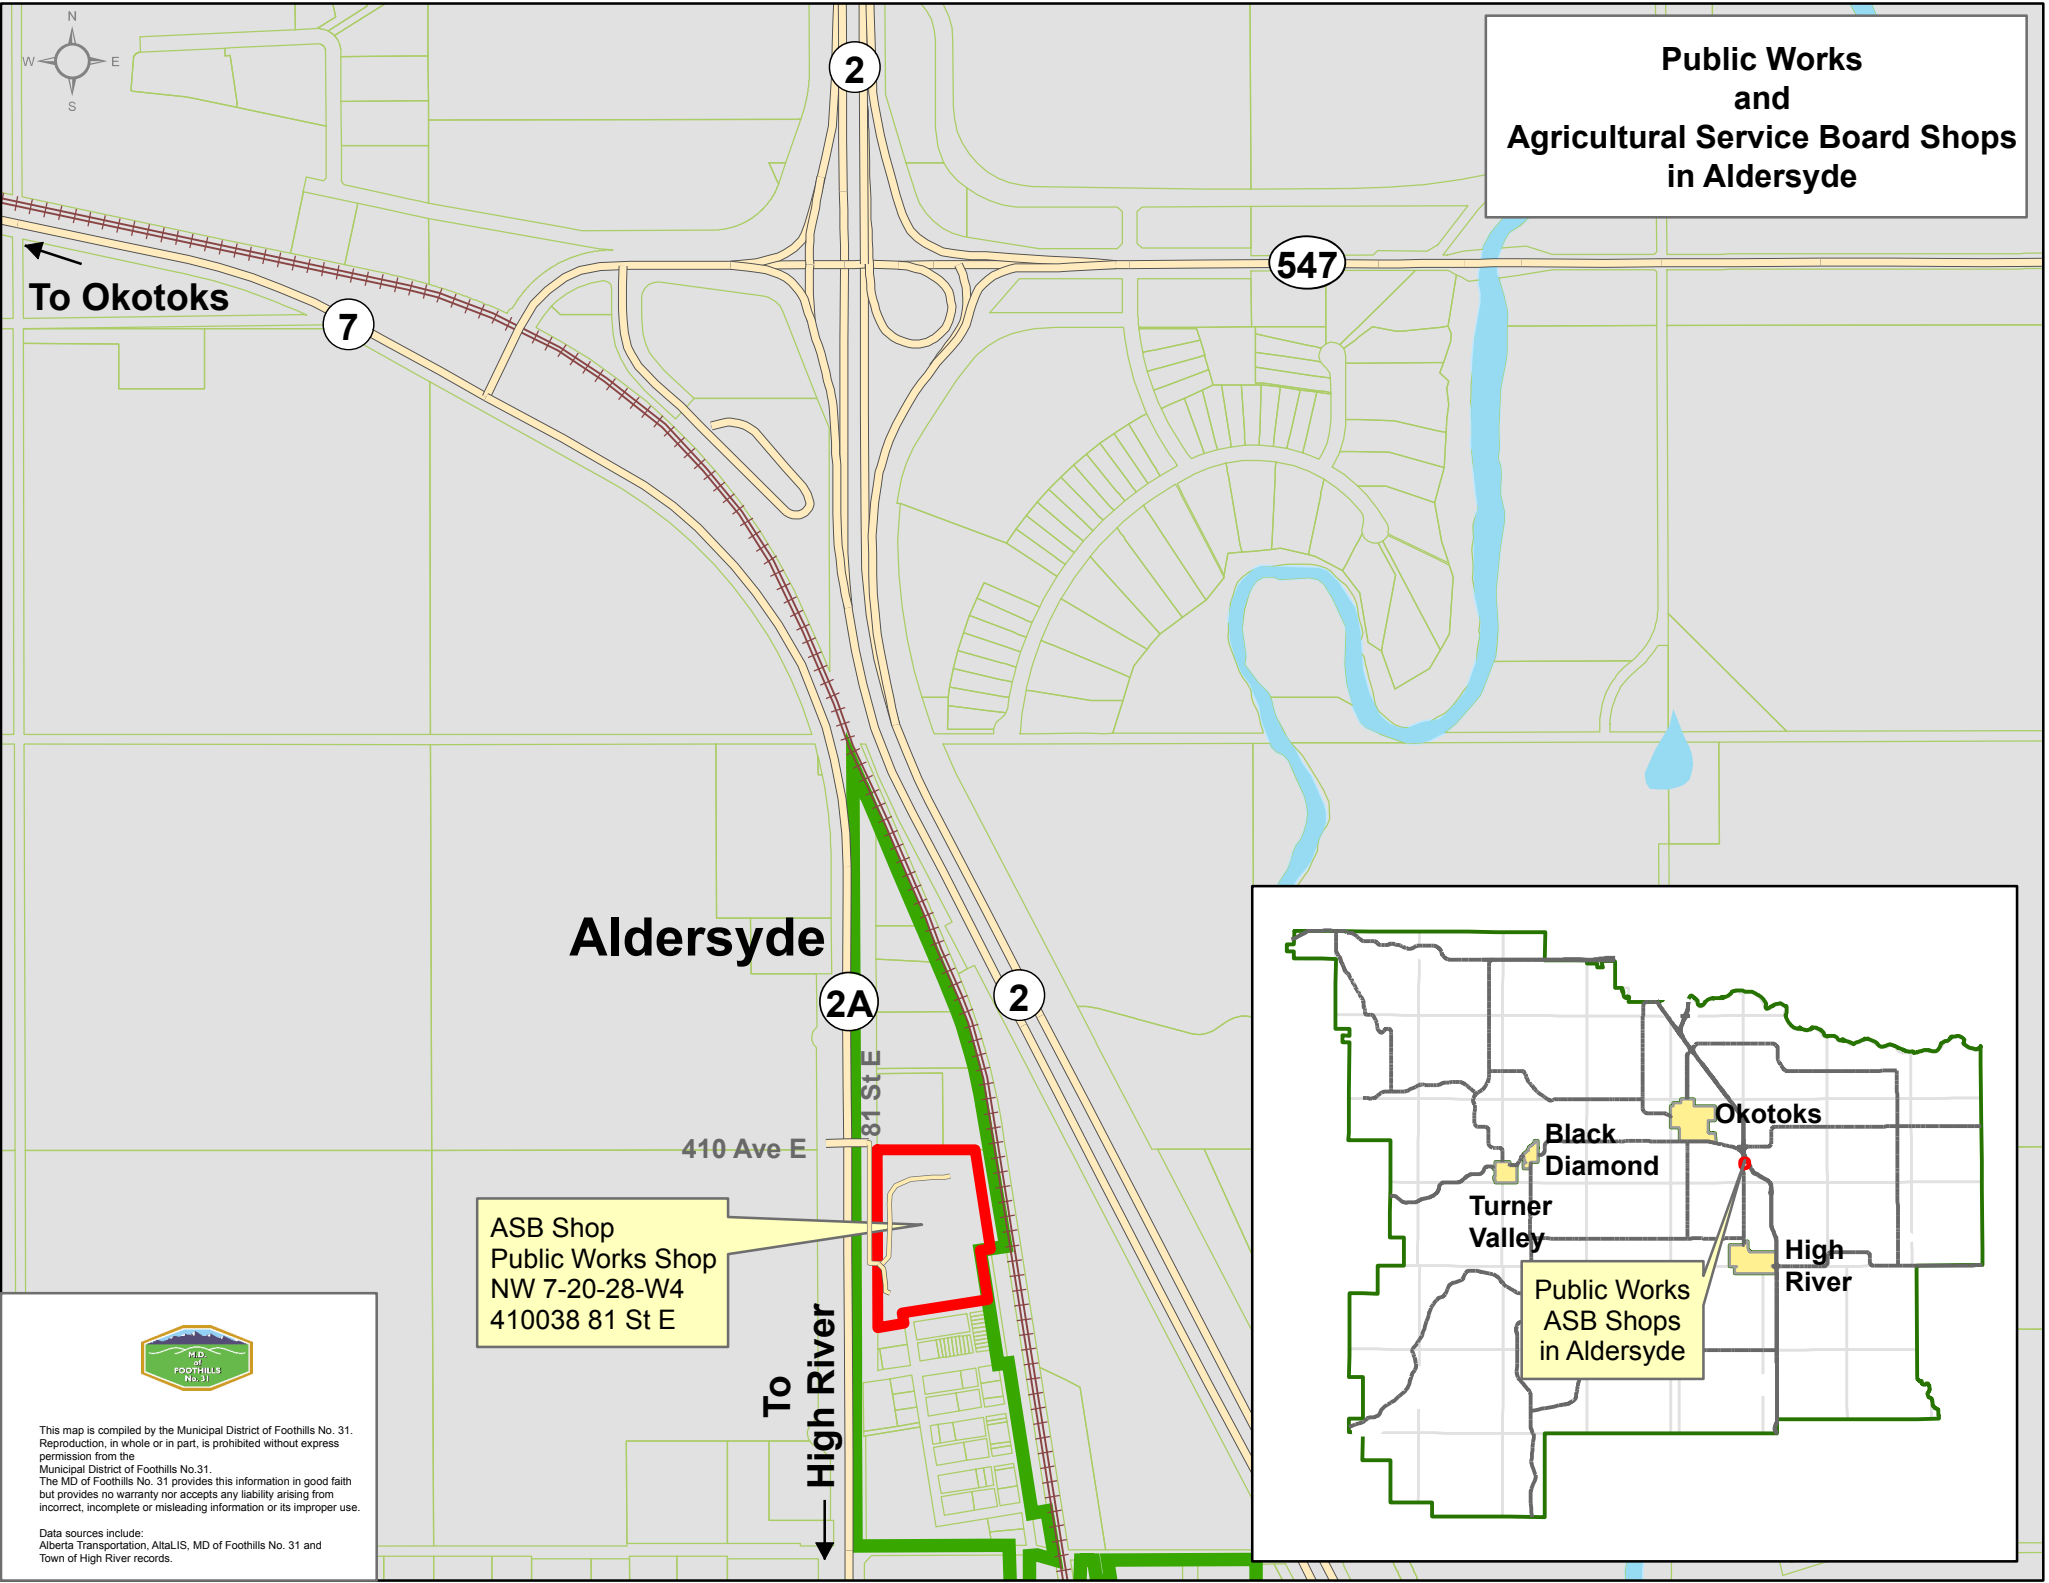 N
W
E
S
2
Public Works
and
Agricultural Service Board Shops
in Aldersyde
To Okotoks
7
547
Aldersyde
2A
2
81 St E
410 Ave E
ASB Shop
Public Works Shop
NW 7-20-28-W4
410038 81 St E
To
High River
Okotoks
Black
Diamond
Turner
Valley
High
River
Public Works
ASB Shops
in Aldersyde
M.D.
of
FOOTHILLS
No. 31
This map is compiled by the Municipal District of Foothills No. 31.
Reproduction, in whole or in part, is prohibited without express
permission from the
Municipal District of Foothills No.31.
The MD of Foothills No. 31 provides this information in good faith
but provides no warranty nor accepts any liability arising from
incorrect, incomplete or misleading information or its improper use.
Data sources include:
Alberta Transportation, AltaLIS, MD of Foothills No. 31 and
Town of High River records.